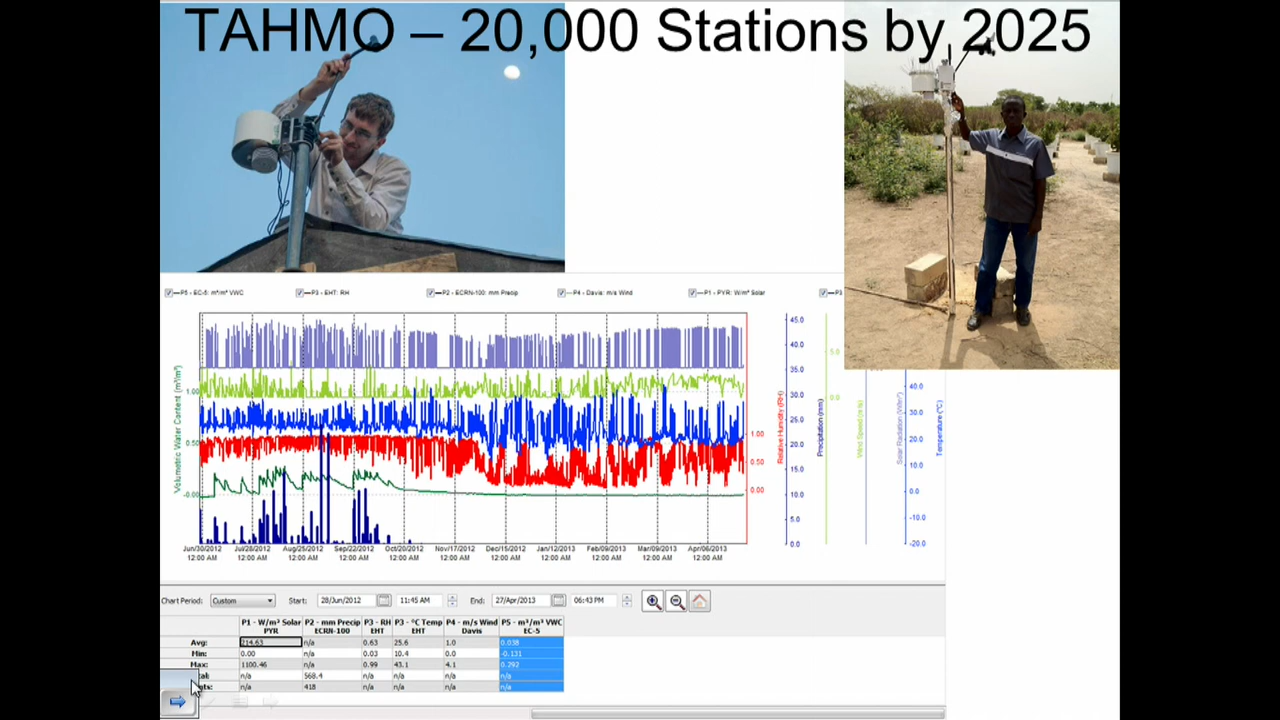 TAHMO – 20,000 Stations by 2025
P5 - EC-5: m³/m³ VWC P3 - EHT: RH P2 - ECRN-100: mm Precip P4 - Davis: m/s Wind P1 - PYR: W/m² Solar P3
45.0
40.0
35.0
30.0
25.0
20.0
15.0
10.0
5.0
0.0
5.0
0.0
40.0
30.0
20.0
10.0
0.0
-10.0
-20.0
1.00
0.50
-0.00
1.00
0.50
0.00
Volumetric Water Content (m³/m³)
Relative Humidity (RH)
Precipitation (mm)
Wind Speed (m/s)
Solar Radiation (W/m²)
Temperature (°C)
Jun/30/2012 Jul/28/2012 Aug/25/2012 Sep/22/2012 Oct/20/2012 Nov/17/2012 Dec/15/2012 Jan/12/2013 Feb/09/2013 Mar/09/2013 Apr/06/2013
12:00 AM 12:00 AM 12:00 AM 12:00 AM 12:00 AM 12:00 AM 12:00 AM 12:00 AM 12:00 AM 12:00 AM 12:00 AM
Chart Period: Custom Start: 28/Jun/2012 11:45 AM End: 27/Apr/2013 06:43 PM
P1 - W/m² Solar P2 - mm Precip P3 - RH P3 - °C Temp P4 - m/s Wind P5 - m³/m³ VWC
PYR ECRN-100 EHT EHT Davis EC-5
Avg: 214.63 n/a 0.63 25.6 1.0 0.038
Min: 0.00 n/a 0.03 10.4 0.0 -0.131
Max: 1100.46 n/a 0.99 43.1 4.1 0.292
n/a 568.4 n/a n/a n/a n/a
n/a 418 n/a n/a n/a n/a